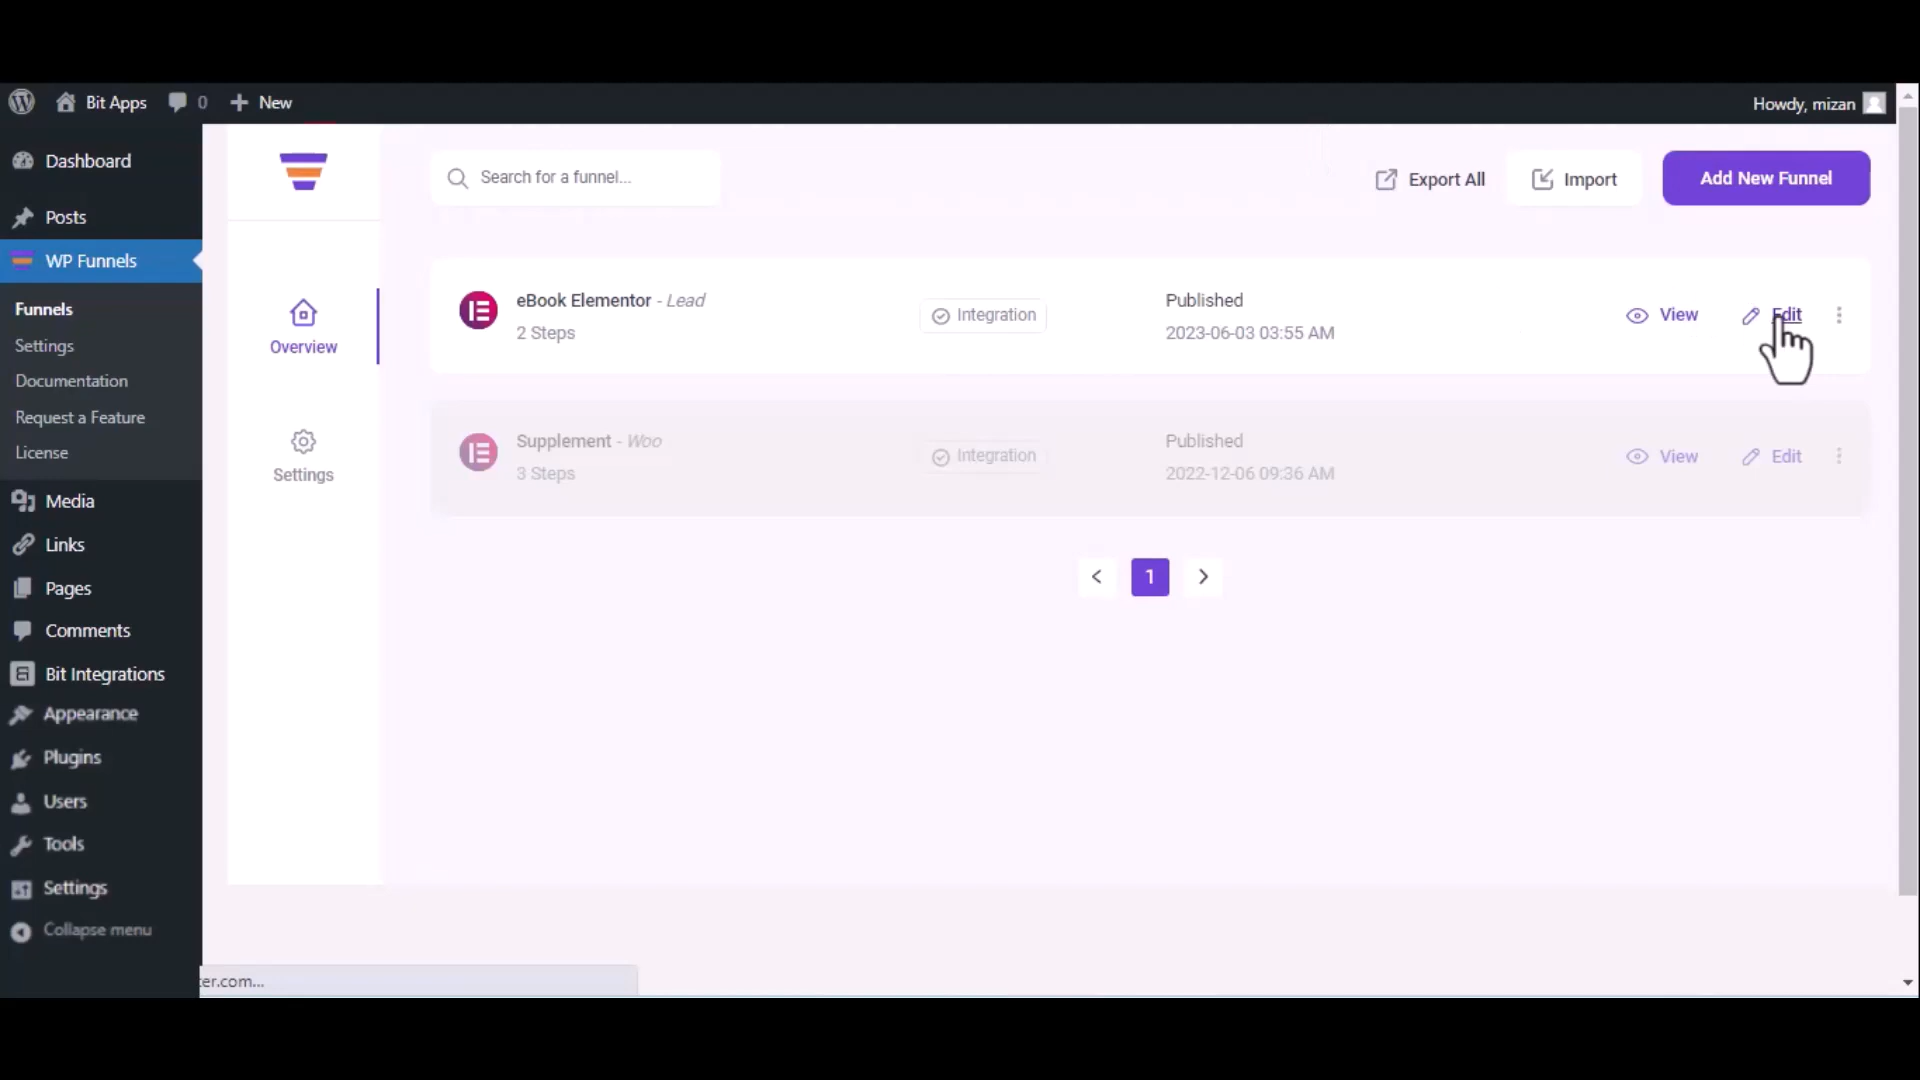 Bit Apps 0 New
Howdy, mizan
Dashboard
Posts
WP Funnels
Funnels
Settings
Documentation
Request a Feature
License
Media
Links
Pages
Comments
Bit Integrations
Appearance
Plugins
Users
Tools
Settings
Collapse menu
Overview
Settings
Search for a funnel...
Export All
Import
Add New Funnel
eBook Elementor - Lead
2 Steps
Integration
Published
2023-06-03 03:55 AM
View
Edit
Supplement - Woo
3 Steps
Integration
Published
2022-12-06 09:36 AM
View
Edit
1
ter.com...